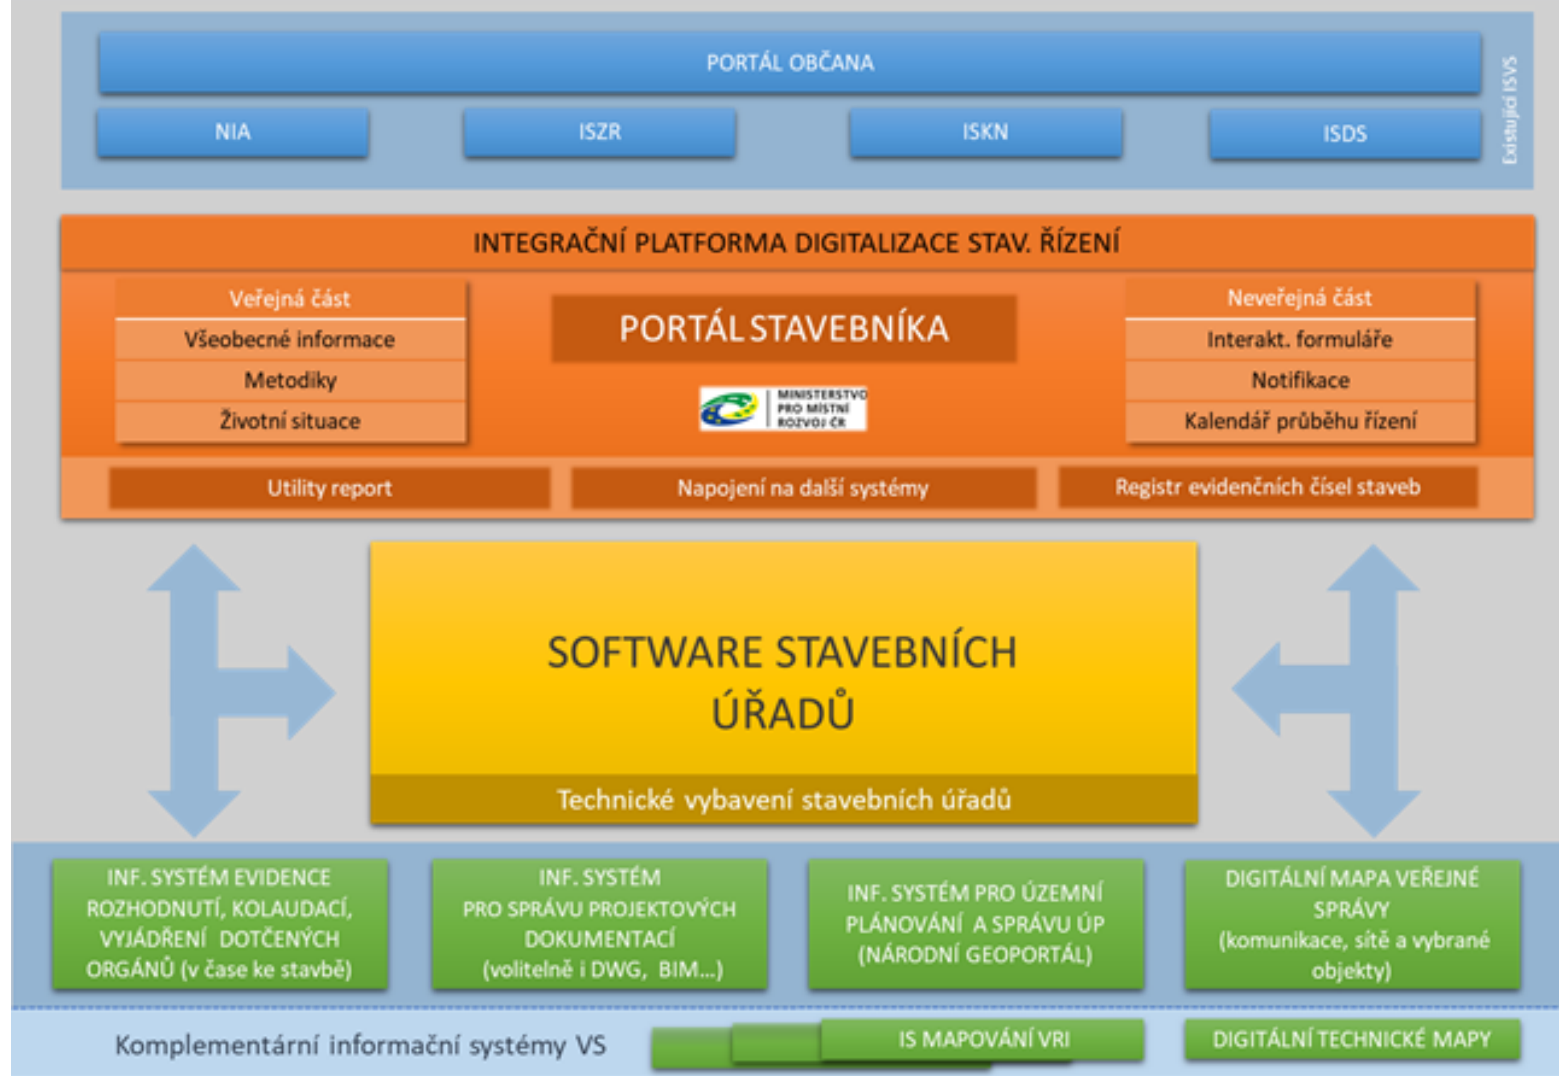 PORTÁL OBČANA
NIA
ISZR
ISKN
ISDS
Existující ISVS
INTEGRAČNÍ PLATFORMA DIGITALIZACE STAV. ŘÍZENÍ
Veřejná část
Všeobecné informace
Metodiky
Životní situace
PORTÁL STAVEBNÍKA
MINISTERSTVO
PRO MÍSTNÍ
ROZVOJ ČR
Neveřejná část
Interakt. formuláře
Notifikace
Kalendář průběhu řízení
Utility report
Napojení na další systémy
Registr evidenčních čísel staveb
SOFTWARE STAVEBNÍCH
ÚŘADŮ
Technické vybavení stavebních úřadů
INF. SYSTÉM EVIDENCE
ROZHODNUTÍ, KOLAUDACÍ,
VYJÁDŘENÍ DOTČENÝCH
ORGÁNŮ (v čase ke stavbě)
INF. SYSTÉM
PRO SPRÁVU PROJEKTOVÝCH
DOKUMENTACÍ
(volitelně i DWG, BIM...)
INF. SYSTÉM PRO ÚZEMNÍ
PLÁNOVÁNÍ A SPRÁVU ÚP
(NÁRODNÍ GEOPORTÁL)
DIGITÁLNÍ MAPA VEŘEJNÉ
SPRÁVY
(komunikace, sítě a vybrané
objekty)
Komplementární informační systémy VS
IS MAPOVÁNÍ VRI
DIGITÁLNÍ TECHNICKÉ MAPY